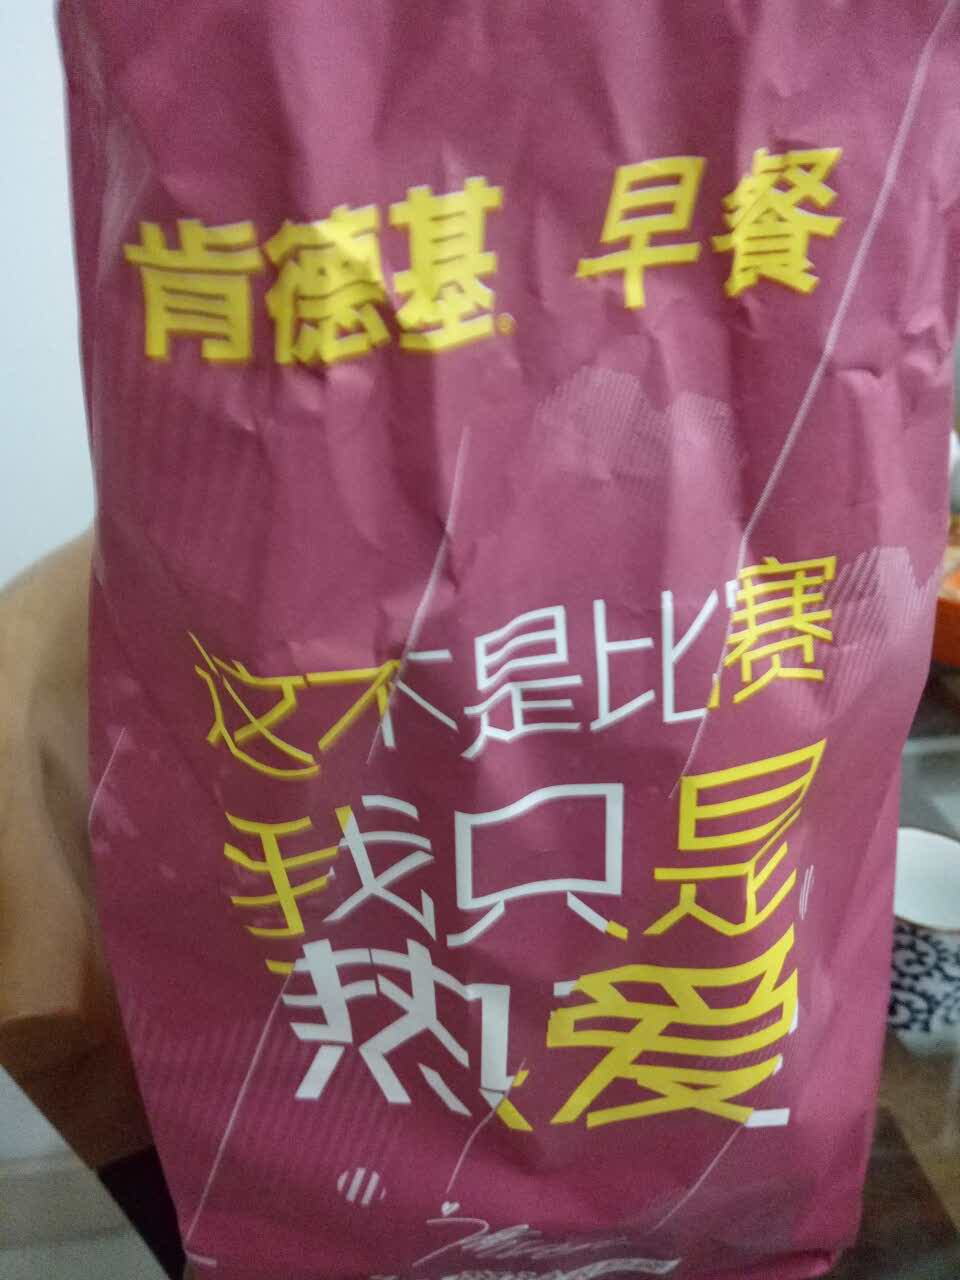 肯德基® 早餐
这不是比赛
我只是
热爱